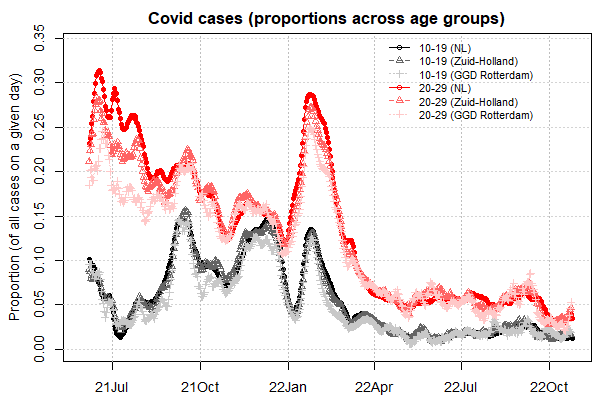 Covid cases (proportions across age groups)
Proportion (of all cases on a given day)
0.35
0.30
0.25
0.20
0.15
0.10
0.05
0.00
10-19 (NL)
10-19 (Zuid-Holland)
10-19 (GGD Rotterdam)
20-29 (NL)
20-29 (Zuid-Holland)
20-29 (GGD Rotterdam)
21Jul 21Oct 22Jan 22Apr 22Jul 22Oct